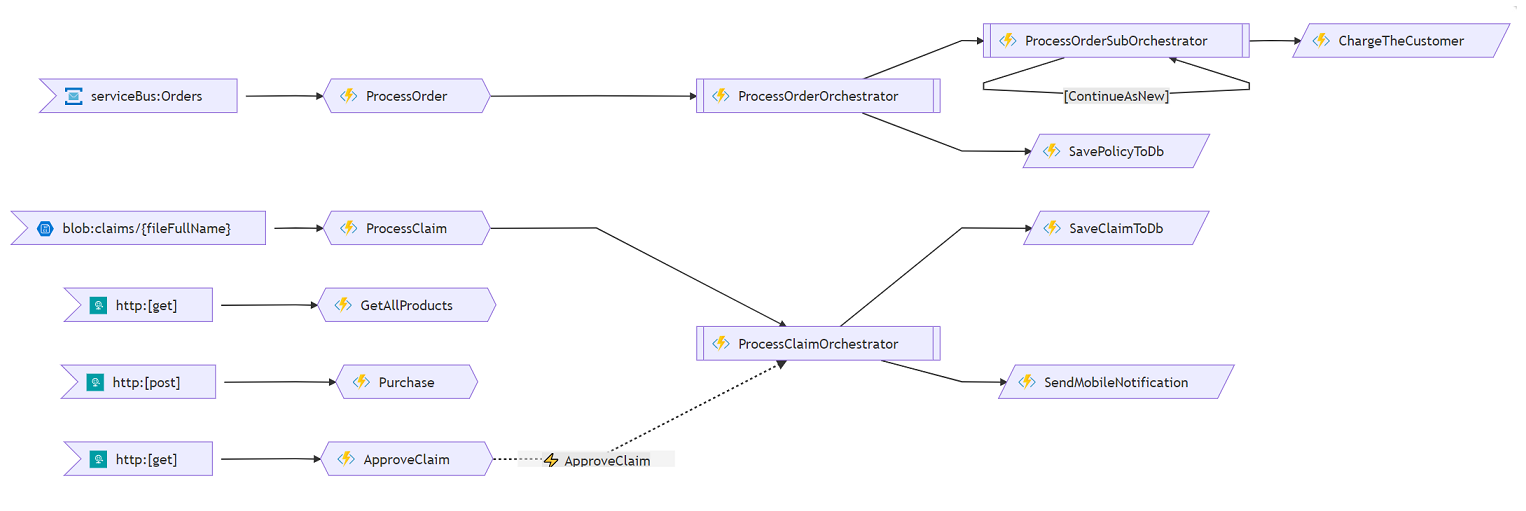 ProcessOrderSubOrchestrator
ChargeTheCustomer
serviceBus:Orders
ProcessOrder
ProcessOrderOrchestrator
[ContinueAsNew]
SavePolicyToDb
blob:claims/{fileFullName}
ProcessClaim
SaveClaimToDb
http:[get]
GetAllProducts
ProcessClaimOrchestrator
http:[post]
Purchase
SendMobileNotification
http:[get]
ApproveClaim
ApproveClaim